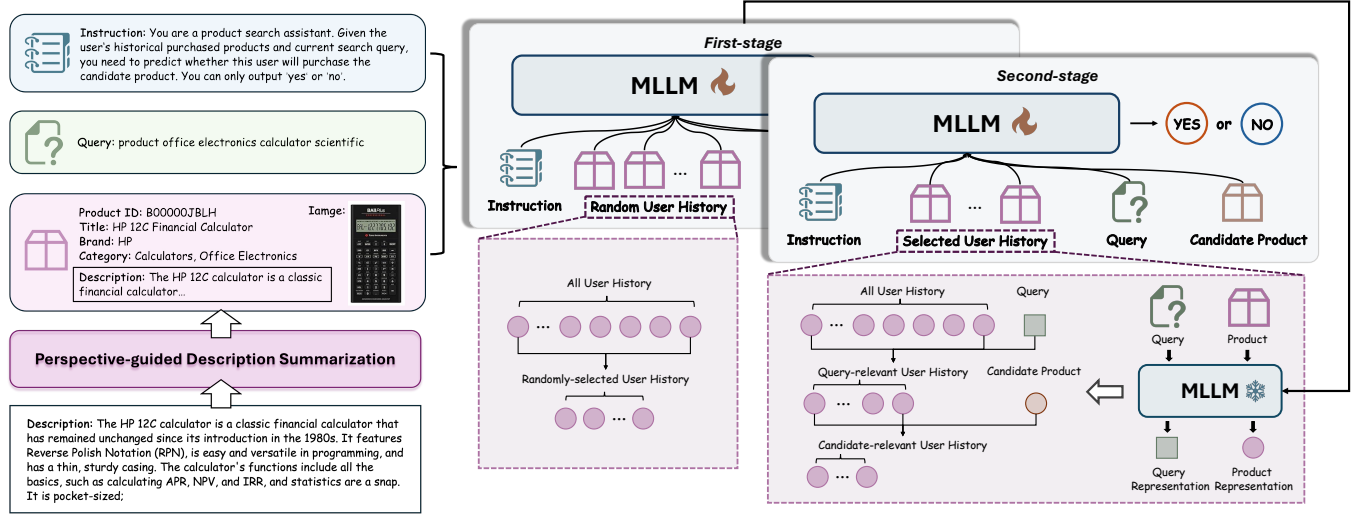 Instruction: You are a product search assistant. Given the
user's historical purchased products and current search query,
you need to predict whether this user will purchase the
candidate product. You can only output 'yes' or 'no'.
Query: product office electronics calculator scientific
Product ID: B00000JBLH
Title: HP 12C Financial Calculator
Brand: HP
Category: Calculators, Office Electronics
Description: The HP 12C calculator is a classic
financial calculator...
Iamge:
BAII Plus
Perspective-guided Description Summarization
Description: The HP 12C calculator is a classic financial calculator that
has remained unchanged since its introduction in the 1980s. It features
Reverse Polish Notation (RPN), is easy and versatile in programming, and
has a thin, sturdy casing. The calculator's functions include all the
basics, such as calculating APR, NPV, and IRR, and statistics are a snap.
It is pocket-sized;
First-stage
MLLM
...
Instruction
Random User History
All User History
...
Randomly-selected User History
...
Second-stage
MLLM
YES or NO
...
Instruction
Selected User History
Query
Candidate Product
All User History
Query
...
Query-relevant User History
Candidate Product
...
Candidate-relevant User History
...
Query
Product
MLLM
Query
Representation
Product
Representation